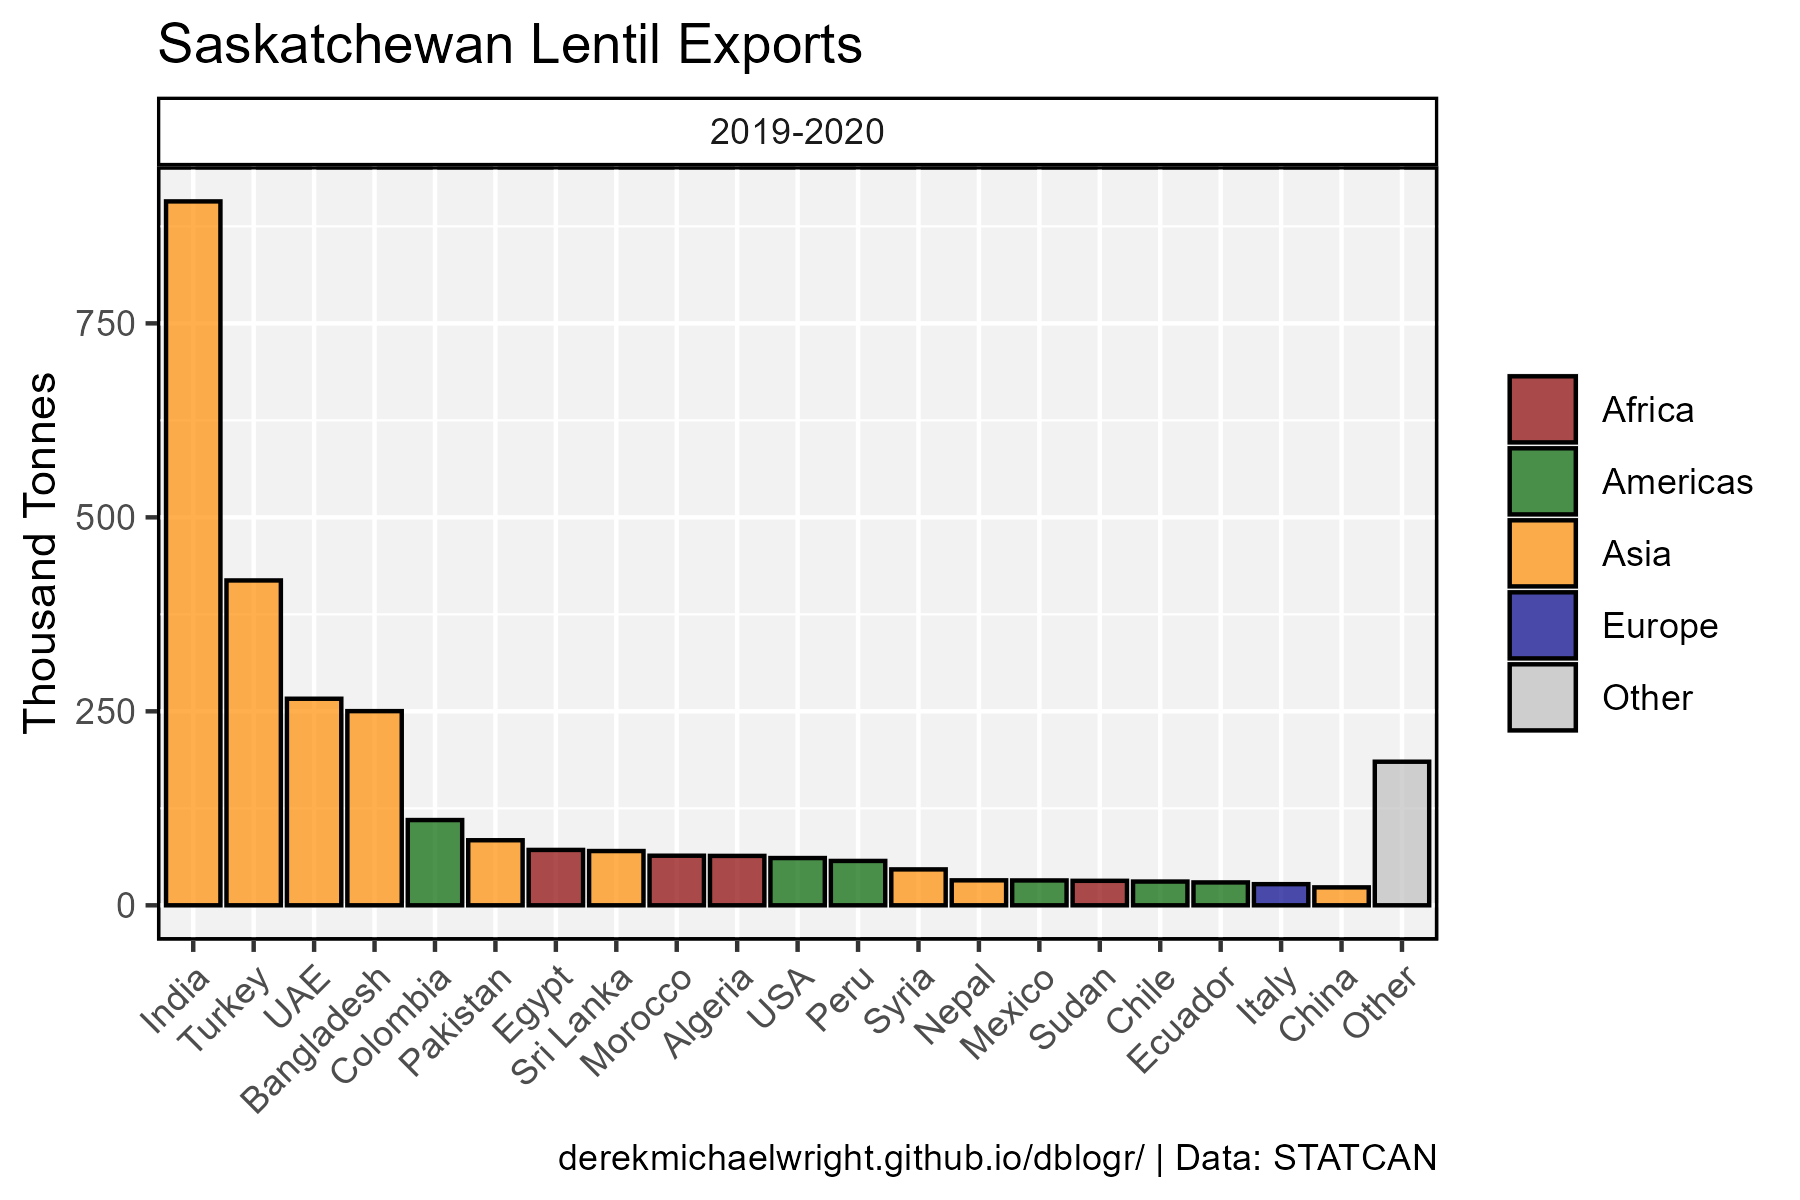 Saskatchewan Lentil Exports
2019-2020
Thousand Tonnes
750
500
250
0
India
Turkey
UAE
Bangladesh
Colombia
Pakistan
Egypt
Sri Lanka
Morocco
Algeria
USA
Peru
Syria
Nepal
Mexico
Sudan
Chile
Ecuador
Italy
China
Other
Africa
Americas
Asia
Europe
Other
derekmichaelwright.github.io/dblogr/ | Data: STATCAN